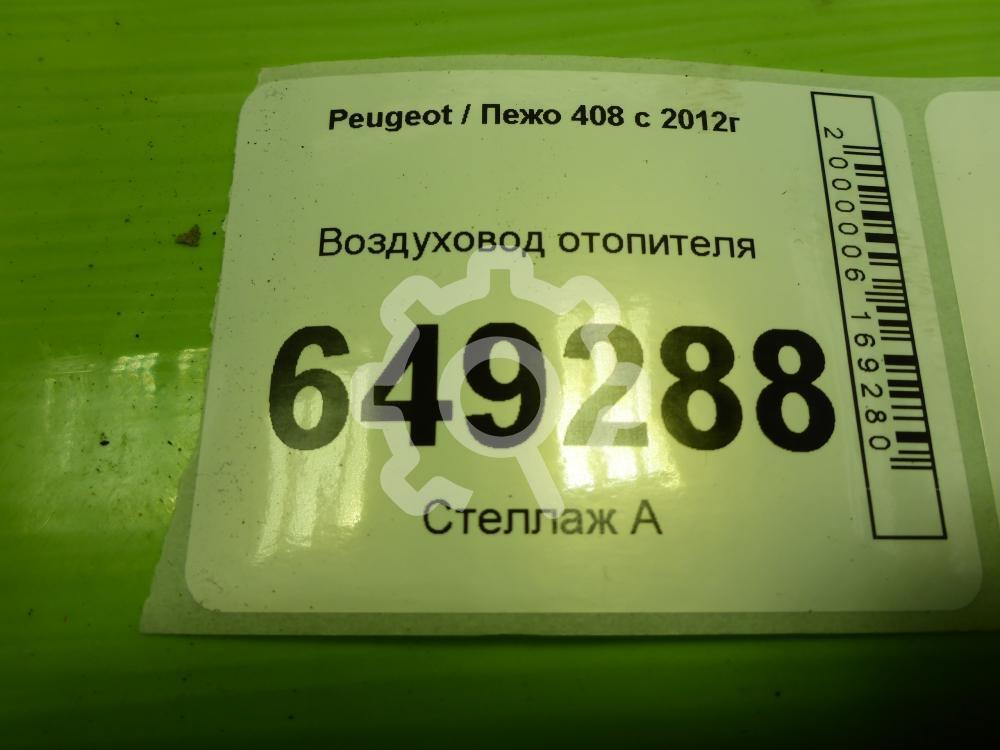 Peugeot / Пежо 408 с 2012г
Воздуховод отопителя
649288
Стеллаж А
2000006169280